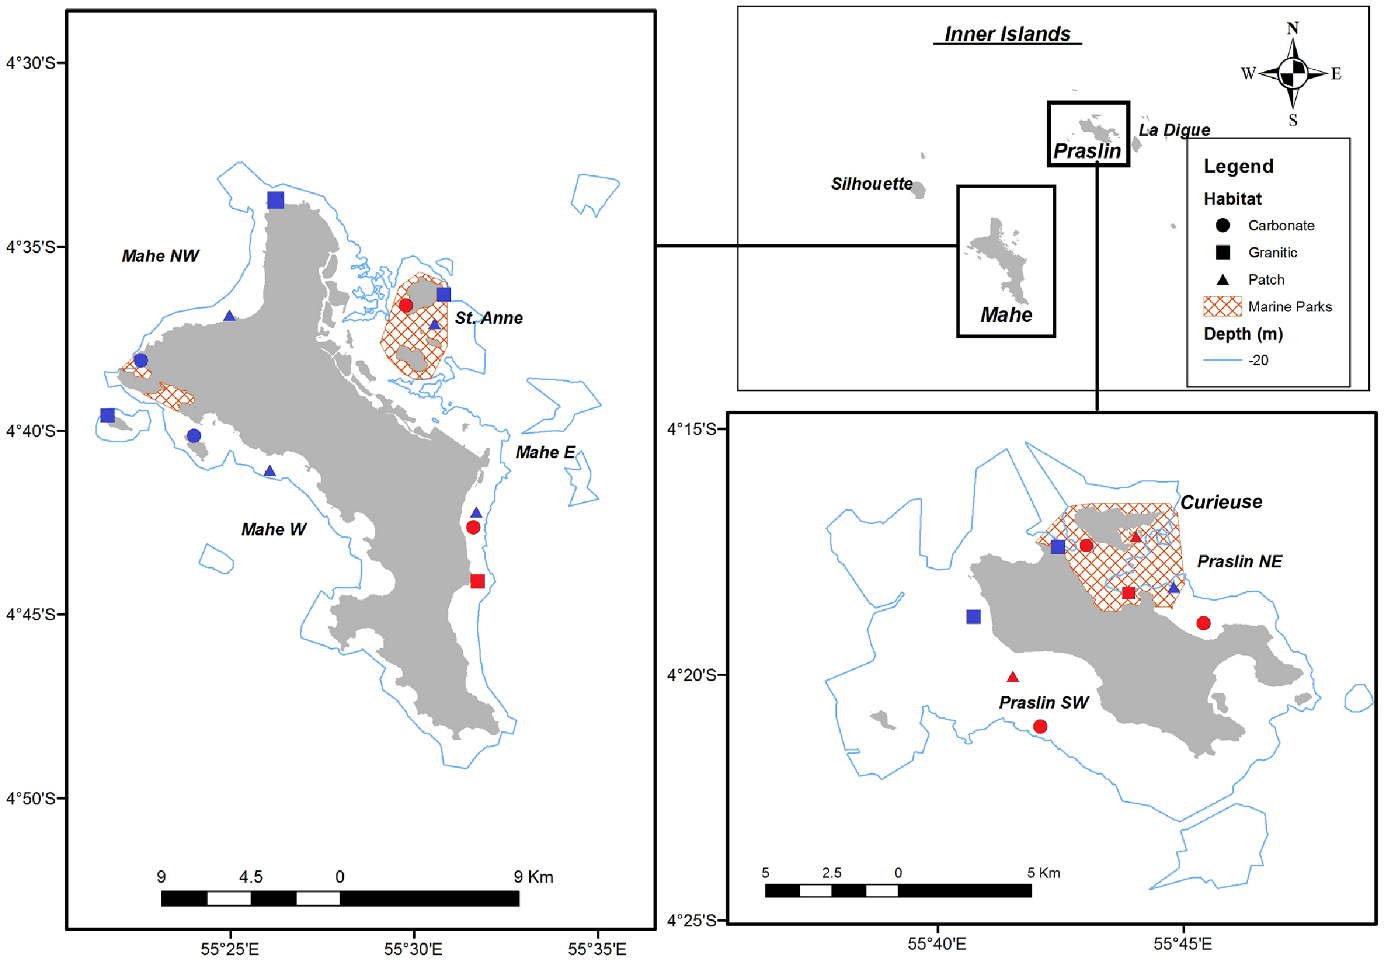 4°30'S
4°35'S
4°40'S
4°45'S
4°50'S
Mahe NW
St. Anne
Mahe E
Mahe W
9 4.5 0 9 Km
55°25'E 55°30'E 55°35'E
Inner Islands
N
W E
S
La Digue
Praslin
Silhouette
Mahe
Legend
Habitat
Carbonate
Granitic
Patch
Marine Parks
Depth (m)
-20
4°15'S
4°20'S
4°25'S
Curieuse
Praslin NE
Praslin SW
5 2.5 0 5 Km
55°40'E 55°45'E